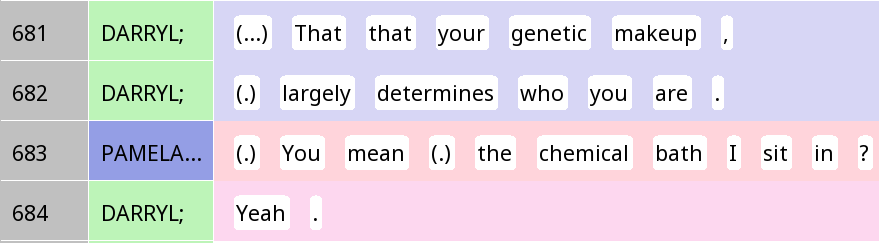 681 DARRYL; (...) That that your genetic makeup ,
682 DARRYL; (.) largely determines who you are .
683 PAMELA... (.) You mean (.) the chemical bath I sit in ?
684 DARRYL; Yeah .